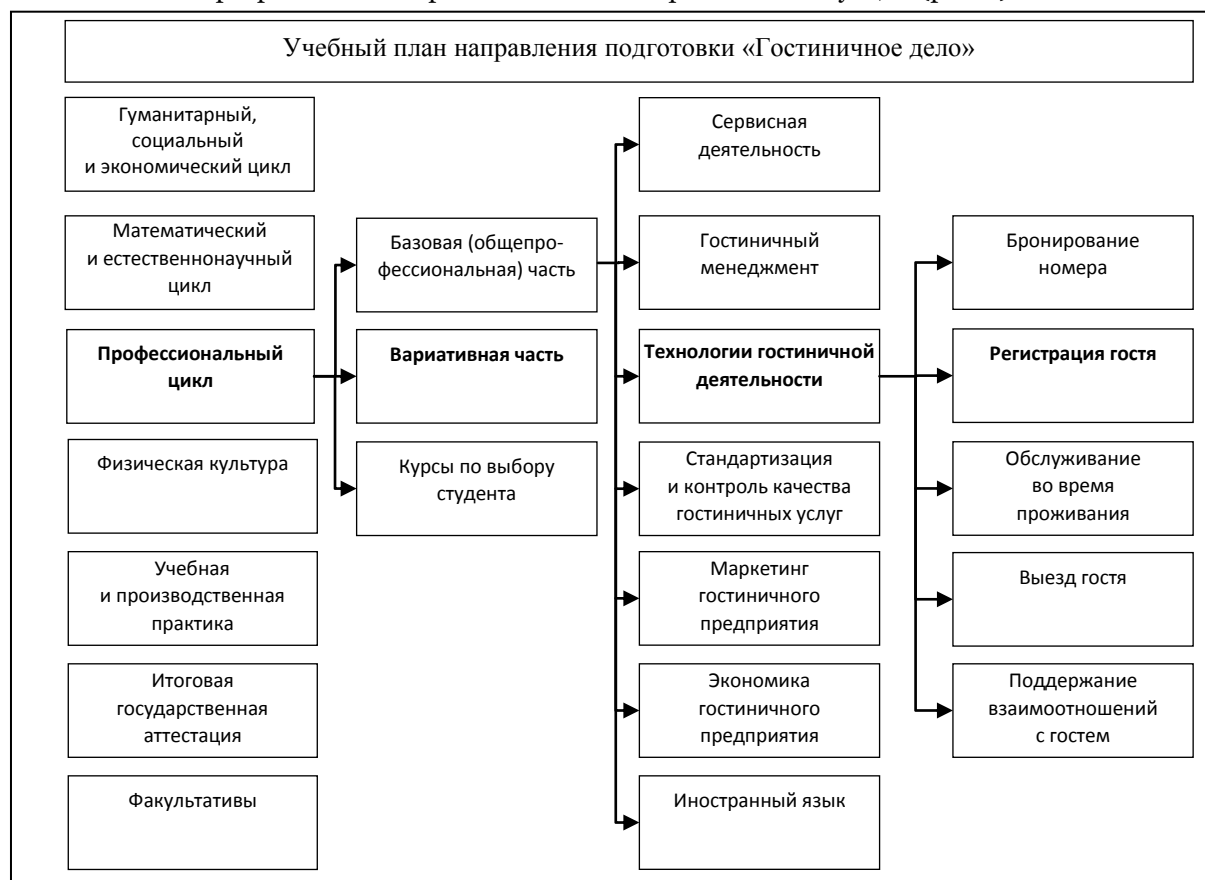 Учебный план направления подготовки «Гостиничное дело»
Гуманитарный,
социальный
и экономический цикл
Математический
и естественнонаучный
цикл
Профессиональный
цикл
Физическая культура
Учебная
и производственная
практика
Итоговая
государственная
аттестация
Факультативы
Базовая (общепро-
фессиональная) часть
Вариативная часть
Курсы по выбору
студента
Сервисная
деятельность
Гостиничный
менеджмент
Технологии гостиничной
деятельности
Стандартизация
и контроль качества
гостиничных услуг
Маркетинг
гостиничного
предприятия
Экономика
гостиничного
предприятия
Иностранный язык
Бронирование
номера
Регистрация гостя
Обслуживание
во время
проживания
Выезд гостя
Поддержание
взаимоотношений
с гостем